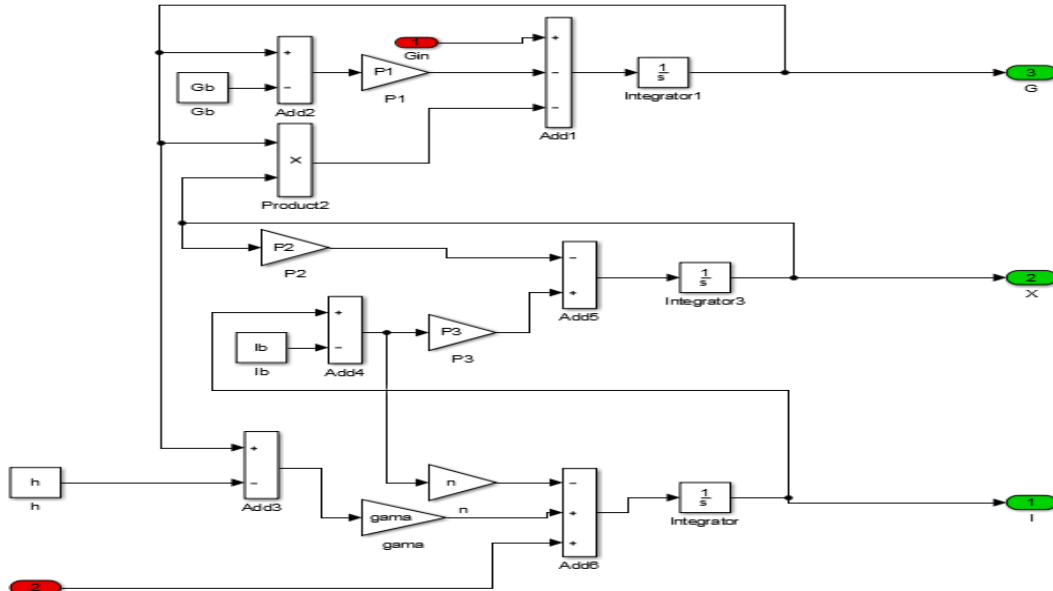 1
Gin
+
-
P1
P1
+
-
-
Add1
1
s
Integrator1
3
G
Gb
Gb
Add2
X
Product2
P2
P2
-
+
Add5
1
s
Integrator3
2
X
+
-
Add4
Ib
Ib
P3
P3
+
-
Add3
h
h
n
n
gama
gama
-
+
+
Add6
1
s
Integrator
1
I
2